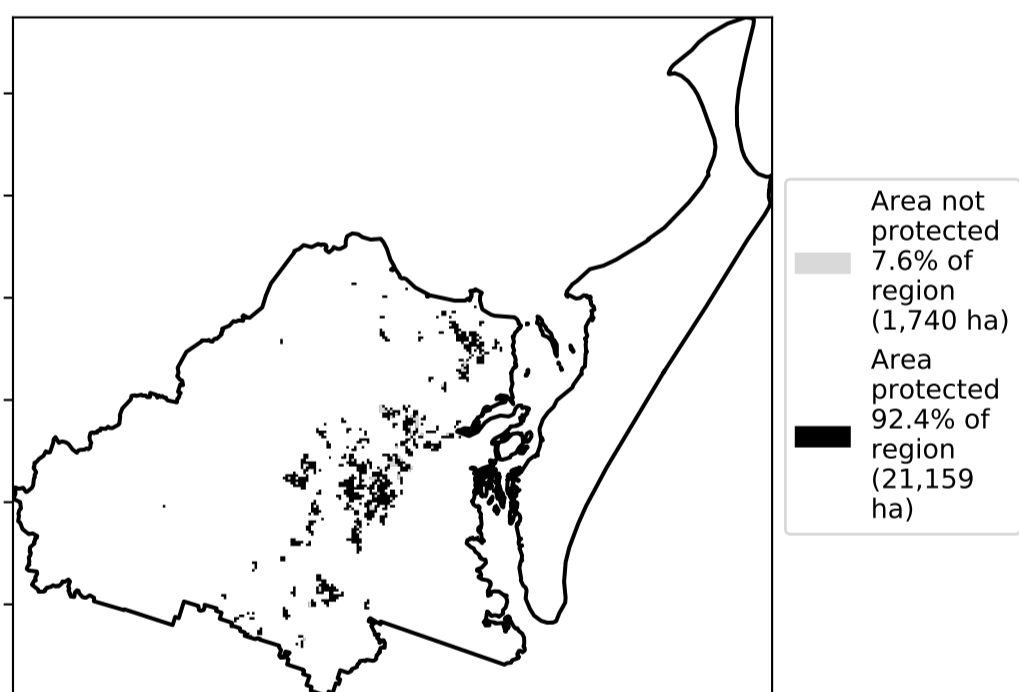 Area not
protected
7.6% of
region
(1,740 ha)
Area
protected
92.4% of
region
(21,159
ha)